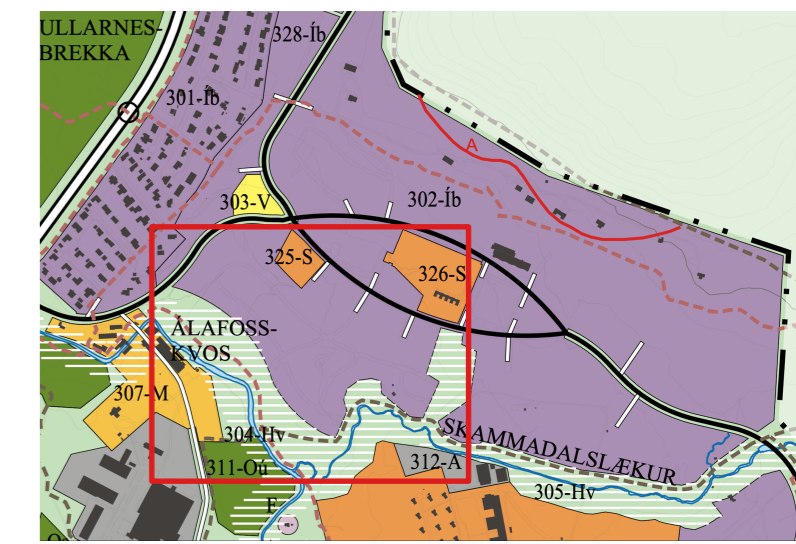 ULLARNES-
BREKKA
328-Íb
301-Íb
A
303-V
302-Íb
325-S
326-S
ÁLAFOSS-
KVOS
307-M
304-Hv
SKAMMADALSLÆKUR
311-Oú
312-A
305-Hv
F